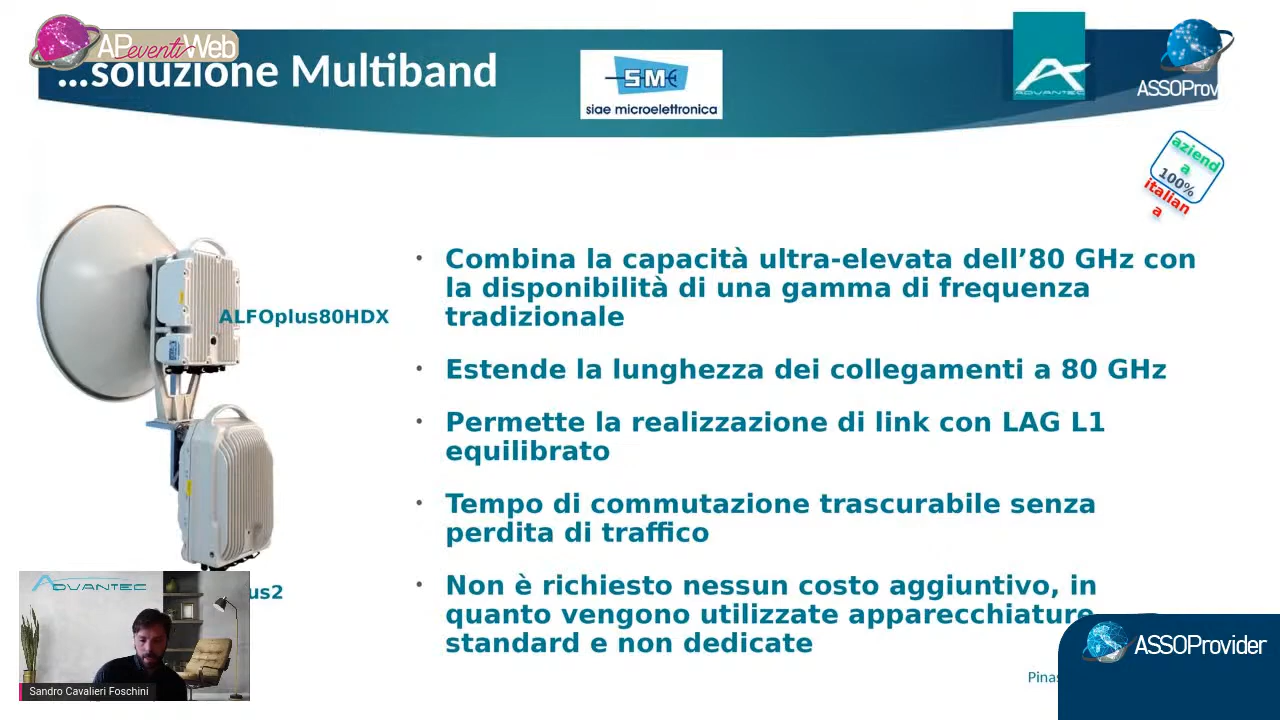 APeventiWeb
...soluzione Multiband
SM
siae microelettronica
ADVANTEC
ASSOProv
aziend
a
100%
italian
a
ALFOplus80HDX
• Combina la capacità ultra-elevata dell’80 GHz con
la disponibilità di una gamma di frequenza
tradizionale
• Estende la lunghezza dei collegamenti a 80 GHz
• Permette la realizzazione di link con LAG L1
equilibrato
• Tempo di commutazione trascurabile senza
perdita di traffico
• Non è richiesto nessun costo aggiuntivo, in
quanto vengono utilizzate apparecchiature
standard e non dedicate
us2
ADVANTEC
Sandro Cavalieri Foschini
Pinas
ASSOProvider